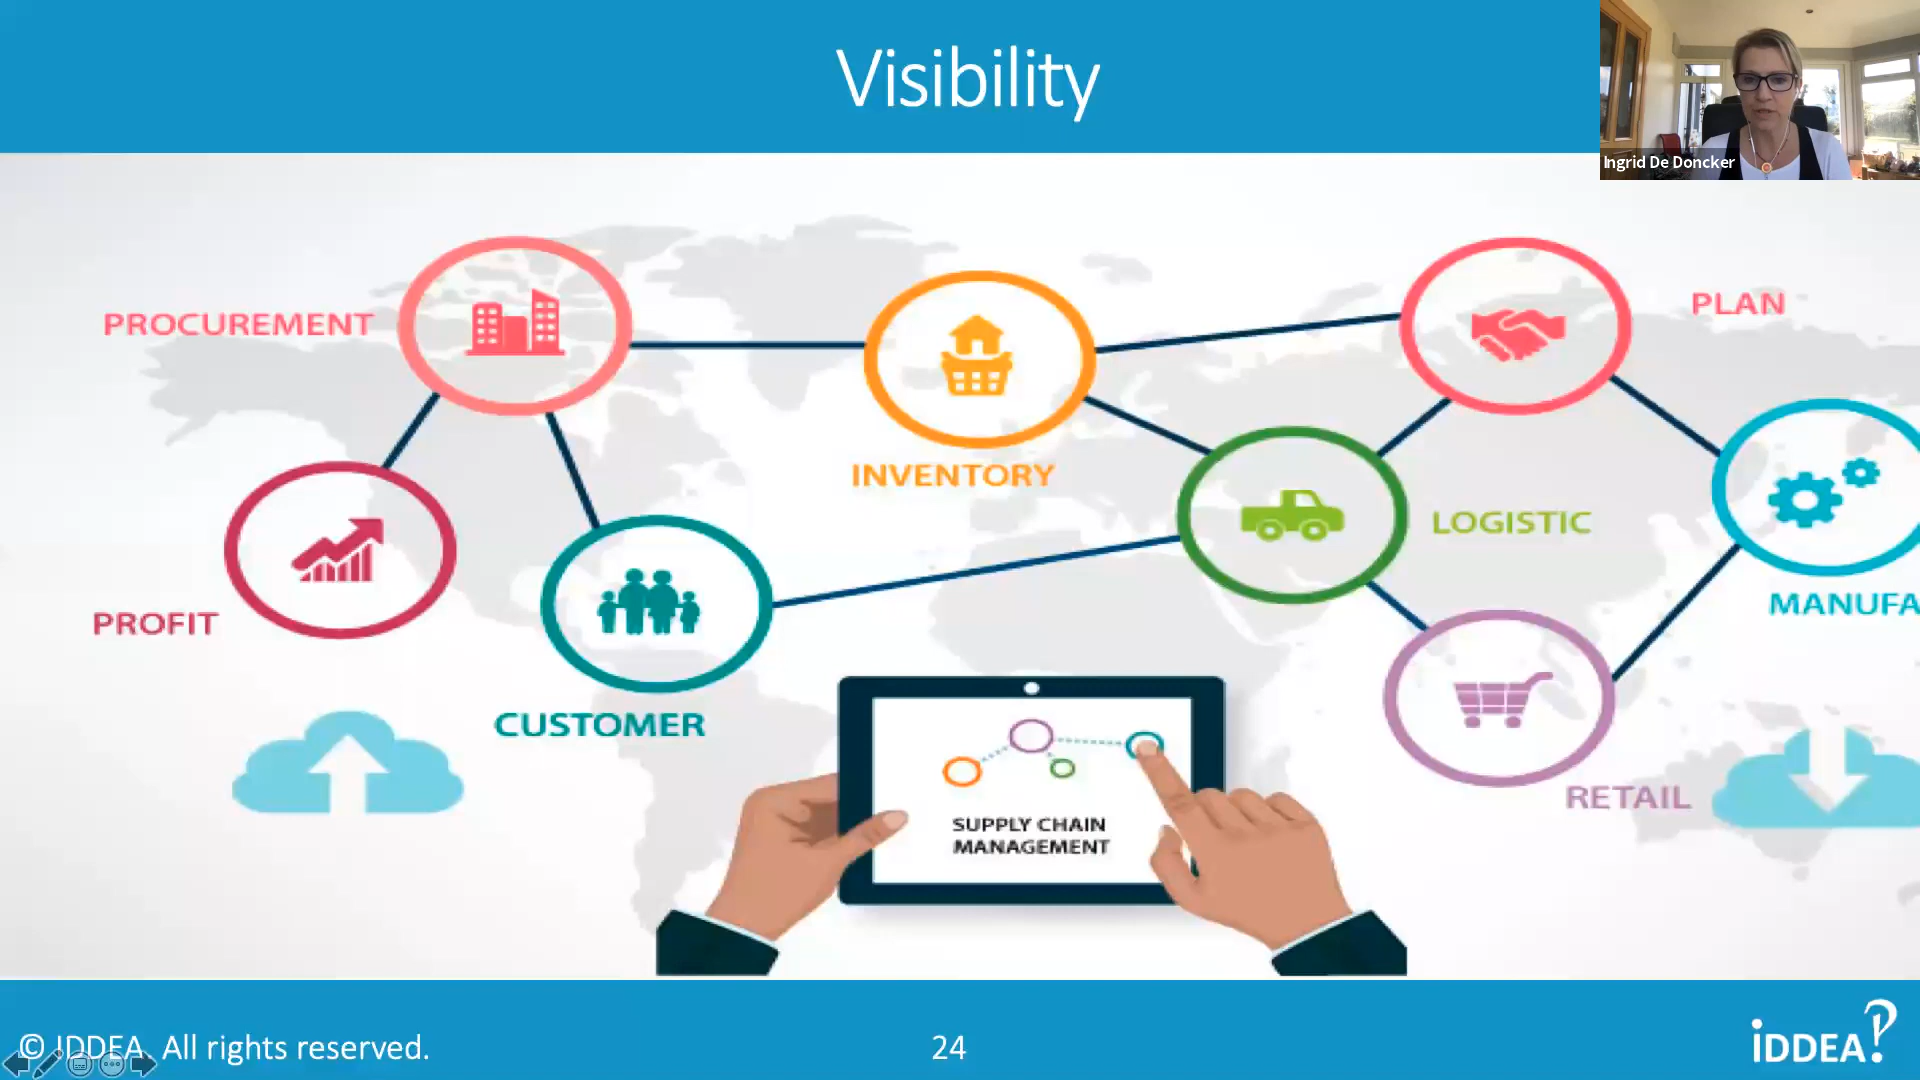 Visibility
Ingrid De Doncker
PROCUREMENT
PLAN
INVENTORY
LOGISTIC
MANUFA
PROFIT
CUSTOMER
RETAIL
SUPPLY CHAIN
MANAGEMENT
© IDDEA. All rights reserved.
24
iDDEA?